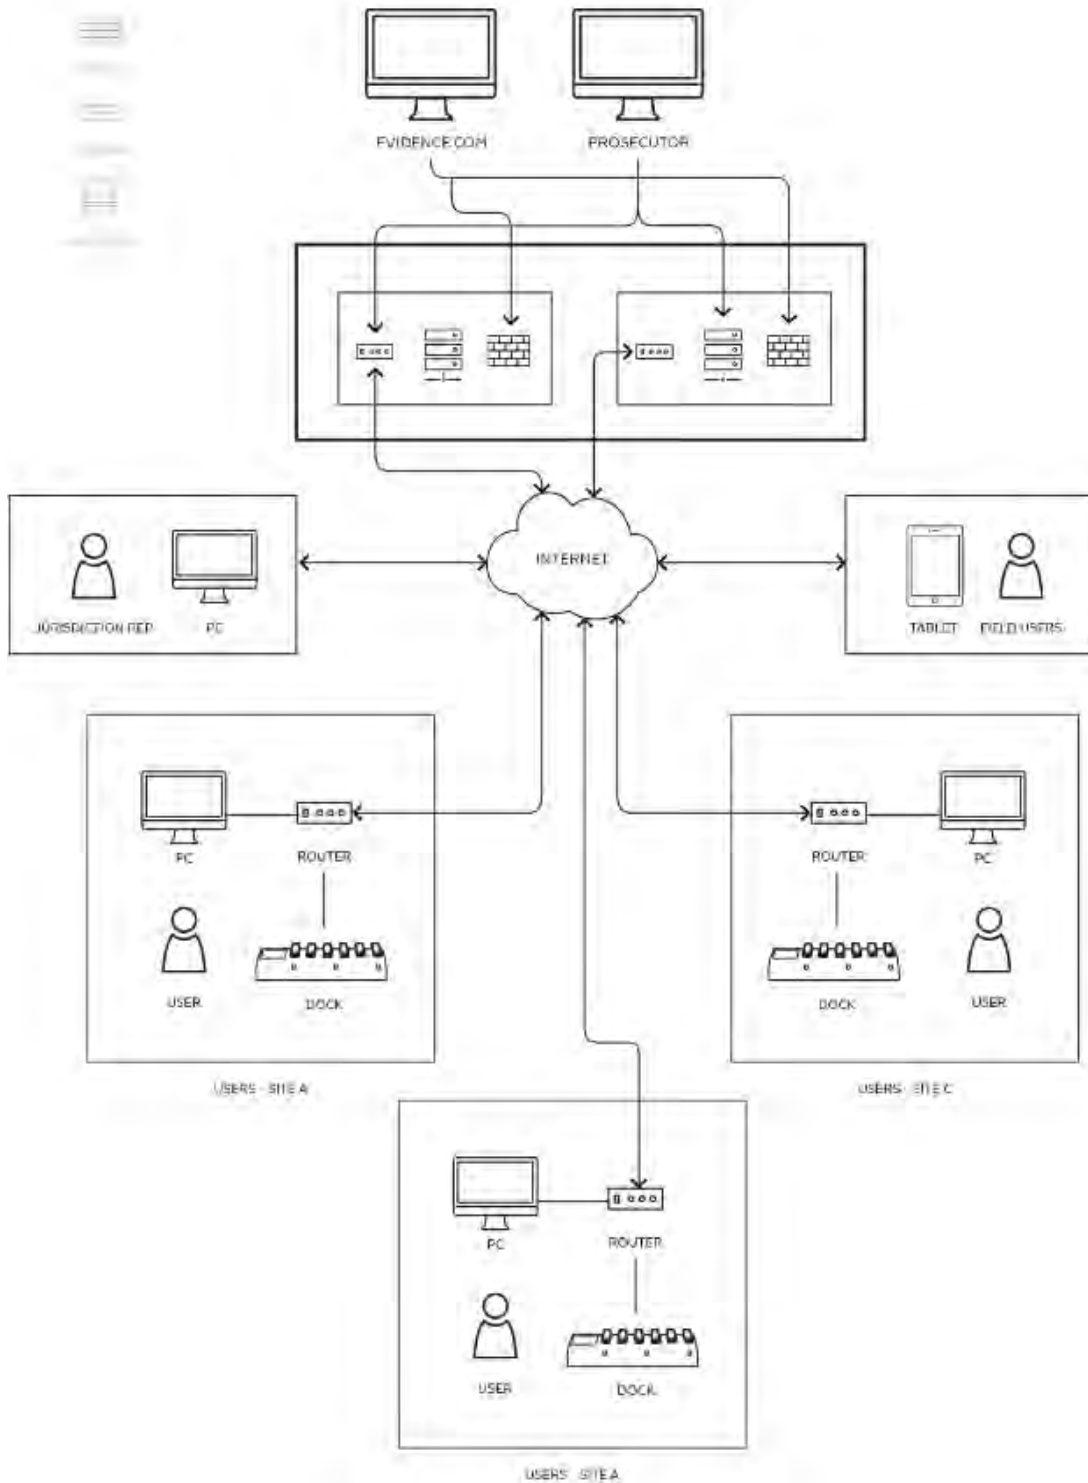 EVIDENCE.COM
PROSECUTOR
INTERNET
JURISDICTION REP
PC
TABLET
FIELD USERS
PC
ROUTER
USER
DOCK
USERS - SITE A
ROUTER
PC
DOCK
USER
USERS - SITE C
PC
ROUTER
USER
DOCK
USERS - SITE A